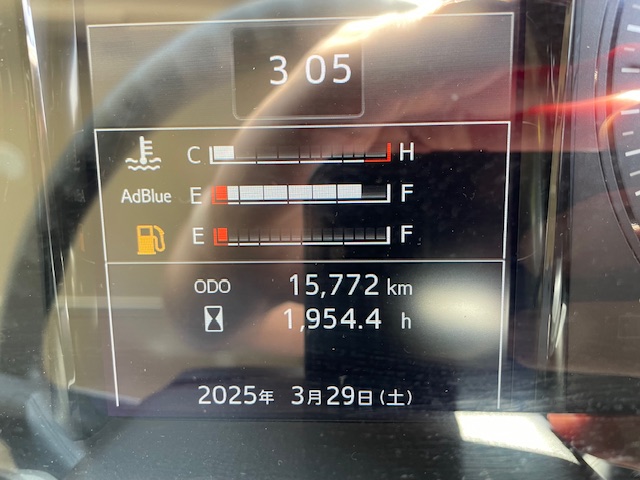 3 05
C H
AdBlue E F
E F
ODO 15,772 km
1,954.4 h
2025年 3月29日(土)